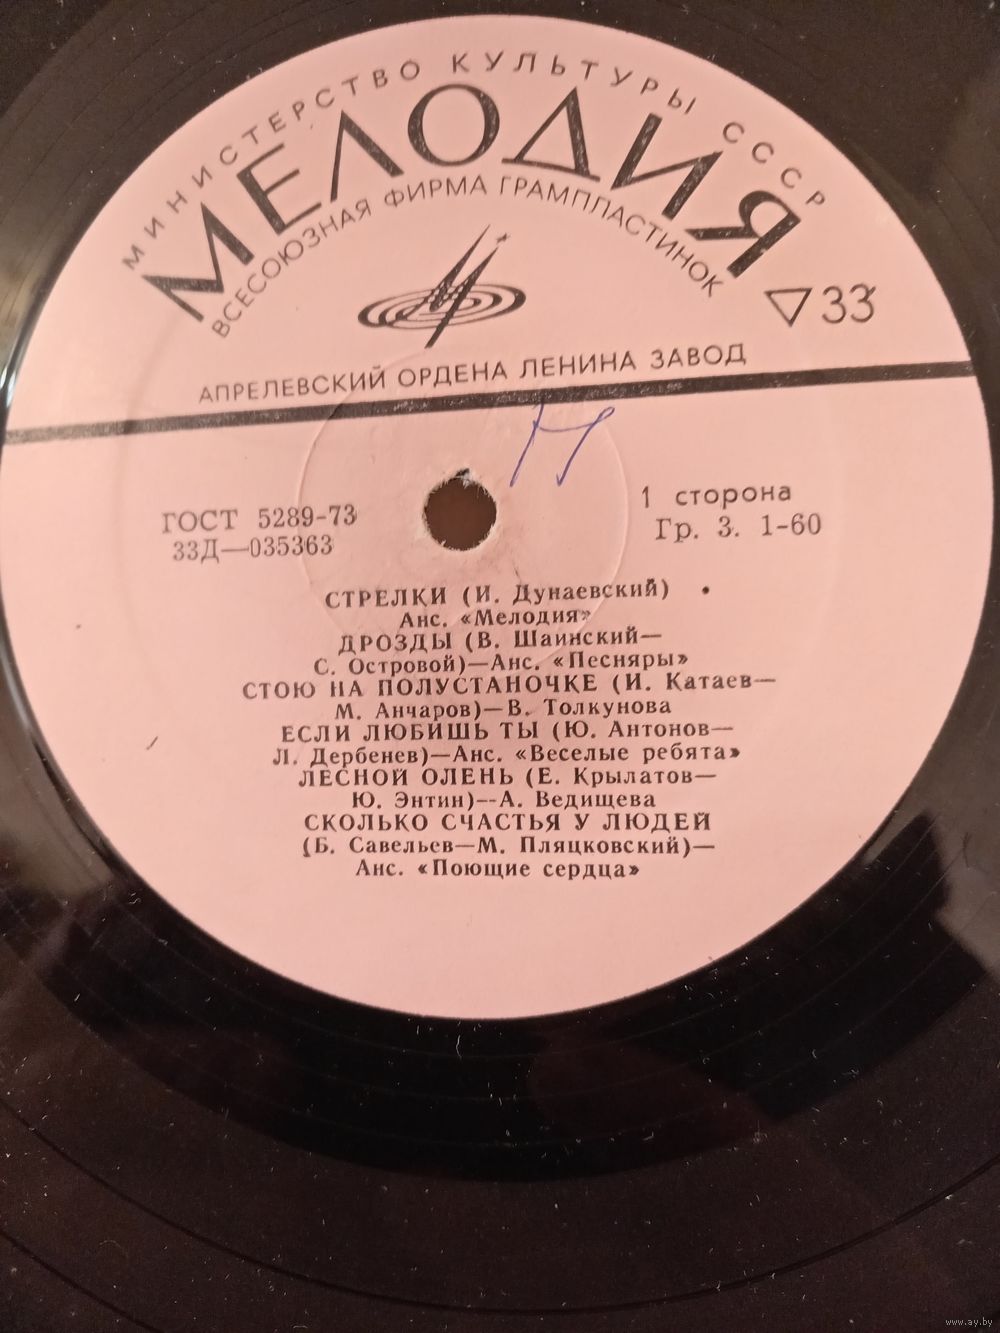 МИНИСТЕРСТВО КУЛЬТУРЫ СССР
МЕЛОДИЯ
ВСЕСОЮЗНАЯ ФИРМА ГРАМПЛАСТИНОК
33
АПРЕЛЕВСКИЙ ОРДЕНА ЛЕНИНА ЗАВОД
ГОСТ 5289-73
33Д—035363
1 сторона
Гр. 3. 1-60
СТРЕЛКИ (И. Дунаевский)
Анс. «Мелодия»
ДРОЗДЫ (В. Шаинский—
С. Островой)—Анс. «Песняры»
СТОЮ НА ПОЛУСТАНОЧКЕ (И. Катаев—
М. Анчаров)—В. Толкунова
ЕСЛИ ЛЮБИШЬ ТЫ (Ю. Антонов—
Л. Дербенев)—Анс. «Веселые ребята»
ЛЕСНОЙ ОЛЕНЬ (Е. Крылатов—
Ю. Энтин)--А. Ведищева
СКОЛЬКО СЧАСТЬЯ У ЛЮДЕЙ
(Б. Савельев—М. Пляцковский)—
Анс. «Поющие сердца»
www.ay.by